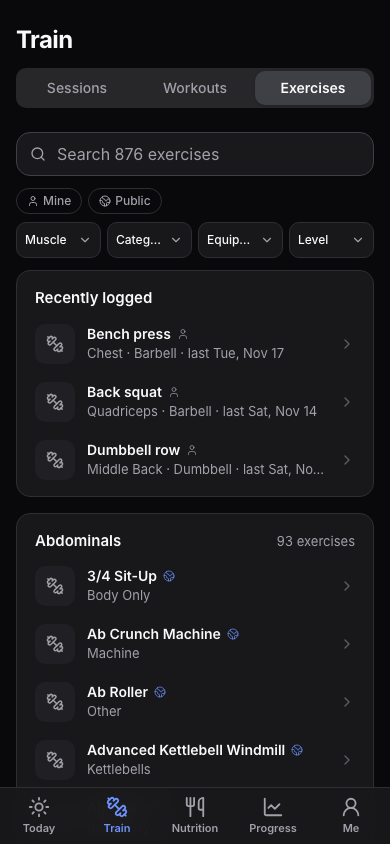 Train
Sessions Workouts Exercises
Search 876 exercises
Mine Public
Muscle Categ... Equip... Level
Recently logged
Bench press
Chest · Barbell · last Tue, Nov 17
Back squat
Quadriceps · Barbell · last Sat, Nov 14
Dumbbell row
Middle Back · Dumbbell · last Sat, No...
Abdominals 93 exercises
3/4 Sit-Up
Body Only
Ab Crunch Machine
Machine
Ab Roller
Other
Advanced Kettlebell Windmill
Kettlebells
Today Train Nutrition Progress Me